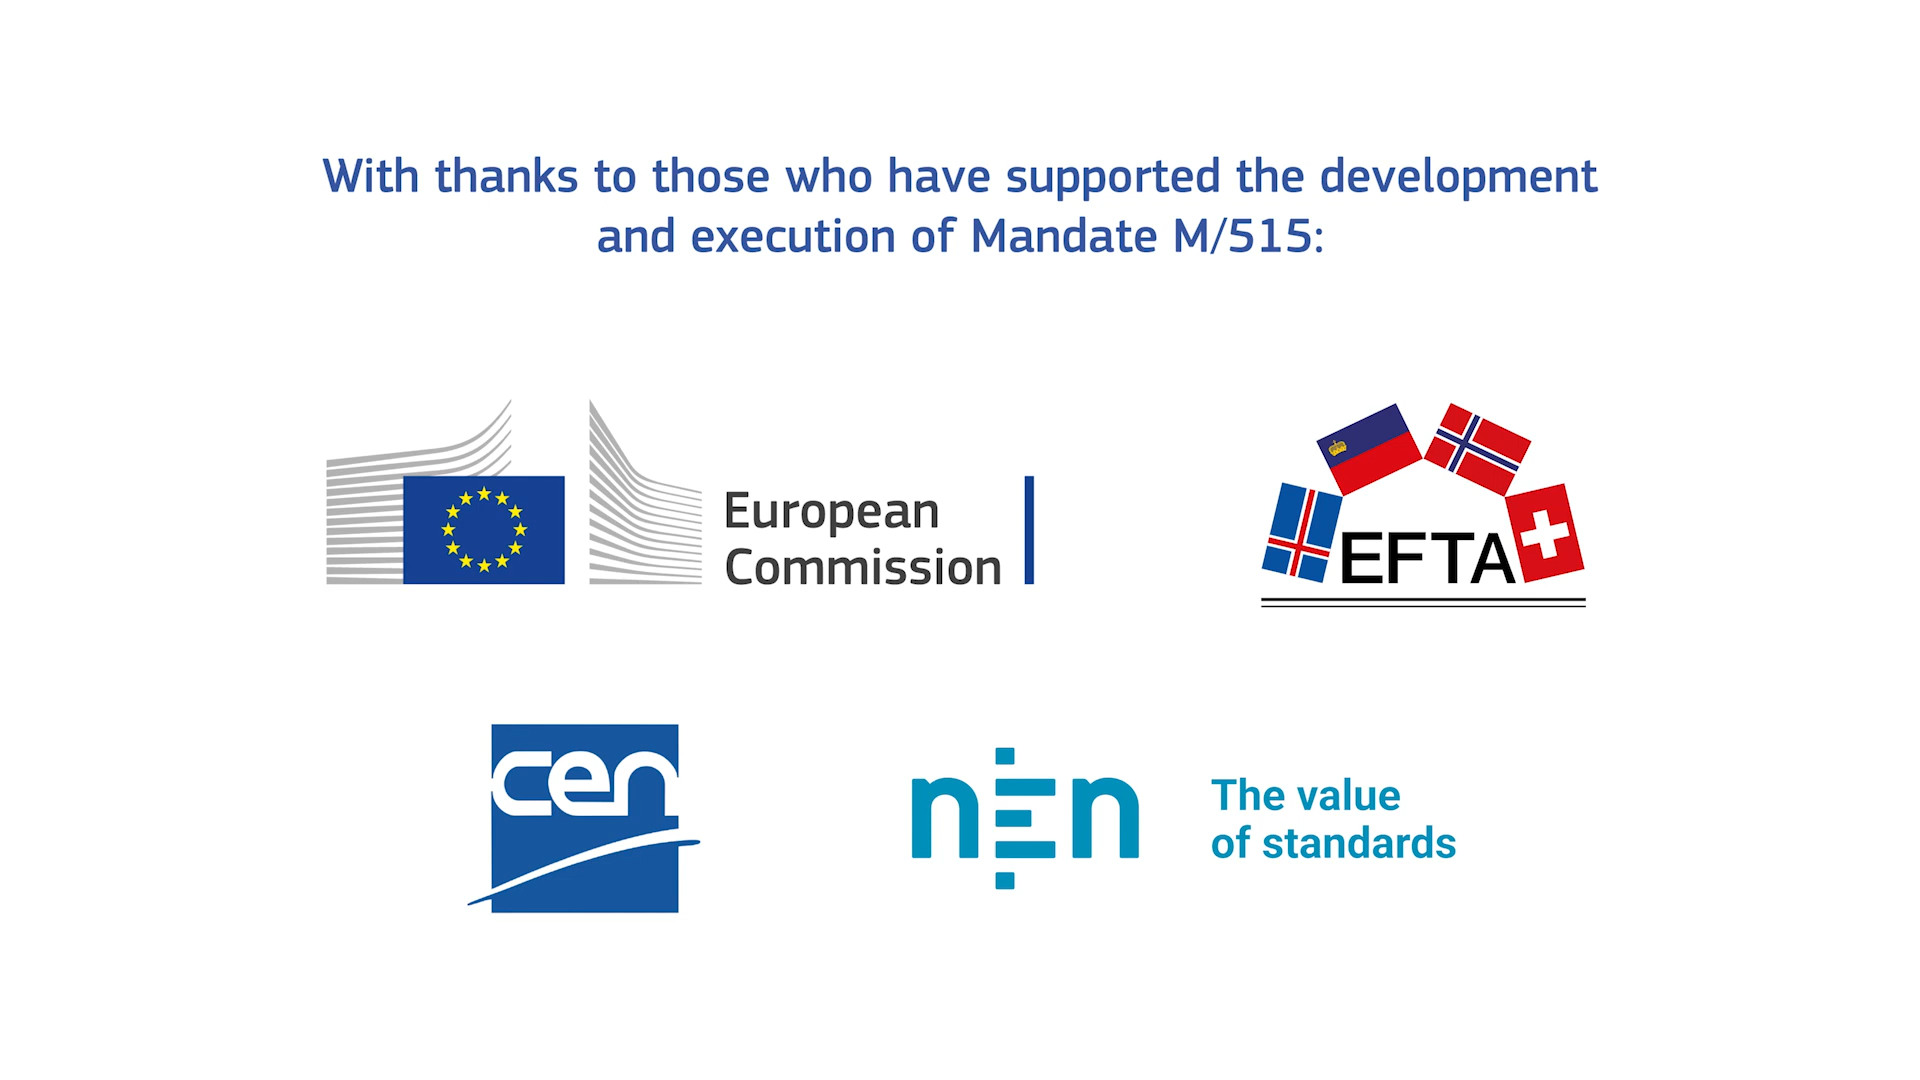 With thanks to those who have supported the development
and execution of Mandate M/515:
European
Commission
EFTA
cen
nEn
The value
of standards